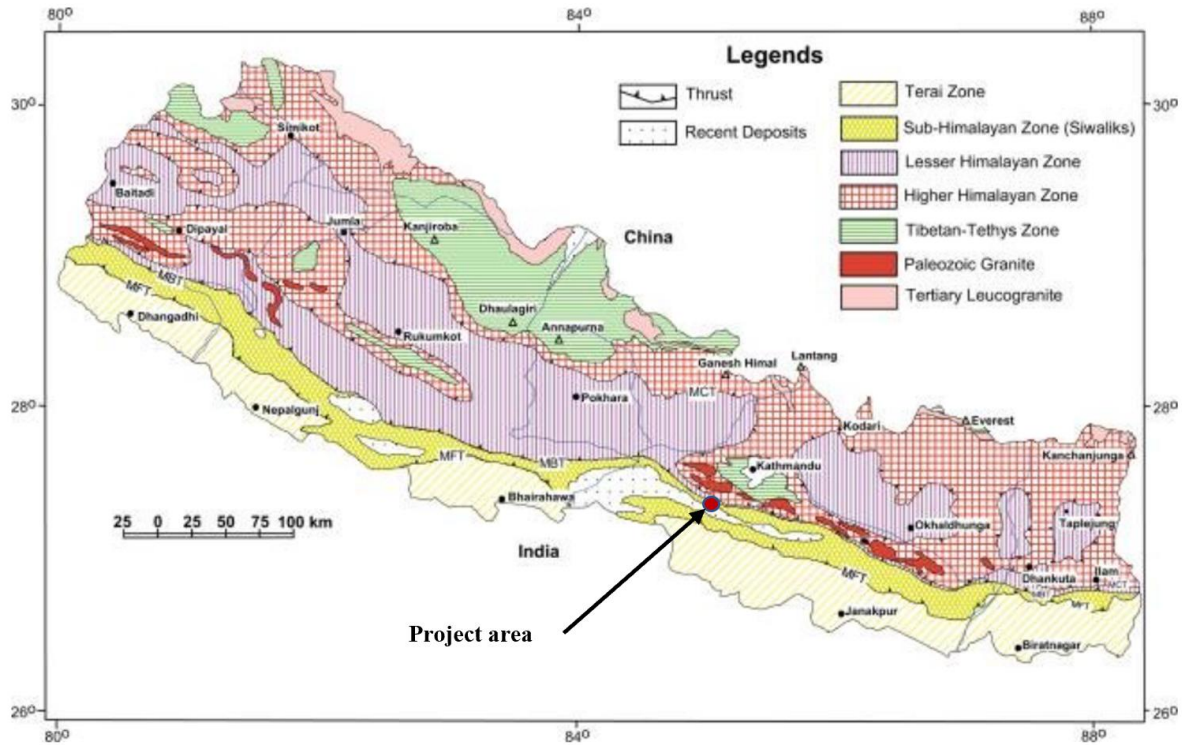 80°
84°
88°
Legends
Thrust
Recent Deposits
Terai Zone
Sub-Himalayan Zone (Siwaliks)
Lesser Himalayan Zone
Higher Himalayan Zone
Tibetan-Tethys Zone
Paleozoic Granite
Tertiary Leucogranite
30°
30°
Simikot
Baitadi
Dipayal
Jumla
Kanjiroba
China
MBT
MFT
Dhangadhi
Dhaulagiri
Annapurna
Rukumkot
Ganesh Himal
Lantang
MCT
28°
28°
Nepalgunj
Pokhara
Kodari
Everest
Kanchanjunga
MFT
MBT
Kathmandu
Bhairahawa
25 0 25 50 75 100 km
India
Okhaldhunga
Taplejung
Project area
MFT
Dhankuta
Ilam
MCT
MBT
MFT
Janakpur
Biratnagar
26°
26°
80°
84°
88°